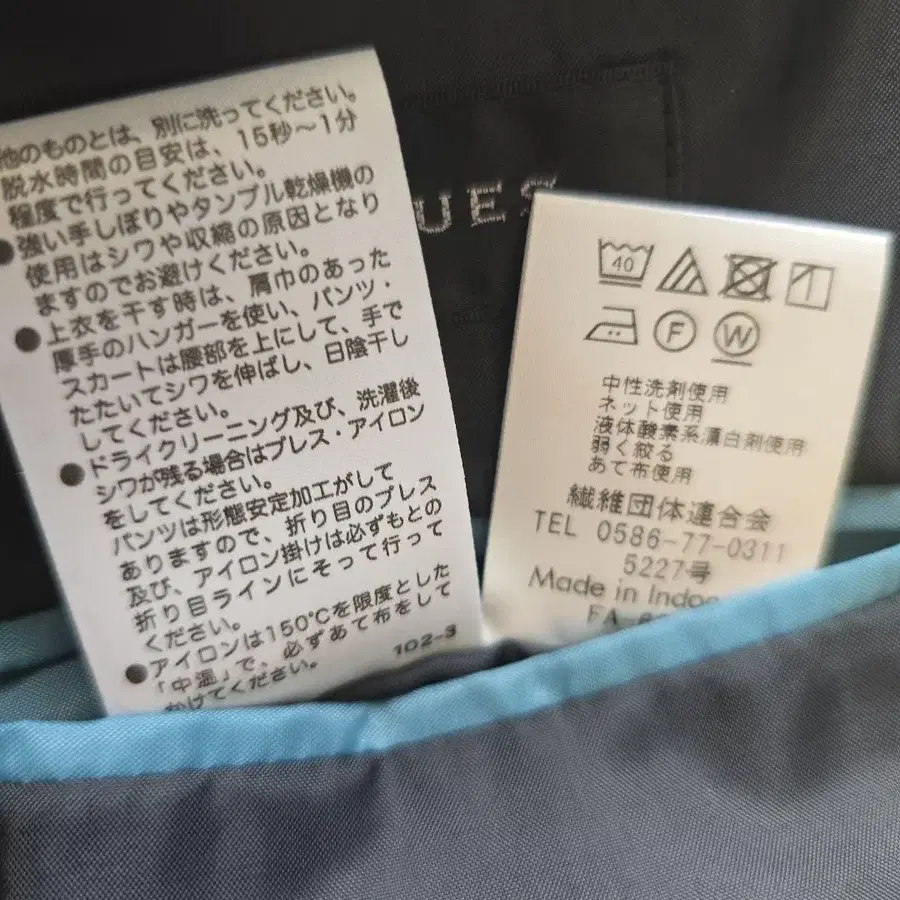 他のものとは、別に洗ってください。
脱水時間の目安は、15秒～1分
程度で行ってください。
●強い手しぼりやタンブル乾燥機の
使用はシワや収縮の原因となり
ますのでお避けください。
●上衣を干す時は、肩巾のあった
厚手のハンガーを使い、パンツ・
スカートは腰部を上にして、手で
たたいてシワを伸ばし、日陰干し
してください。
●ドライクリーニング及び、洗濯後
シワが残る場合はプレス・アイロン
をしてください。
パンツは形態安定加工がして
ありますので、折り目のプレス
及び、アイロン掛けは必ずもとの
折り目ラインにそって行って
ください。
●アイロンは150℃を限度とした
「中温」で、必ずあて布をして
かけてください。
102-3
UES
40
F
W
中性洗剤使用
ネット使用
液体酸素系漂白剤使用
弱く絞る
あて布使用
繊維団体連合会
TEL 0586-77-0311
5227号
Made in